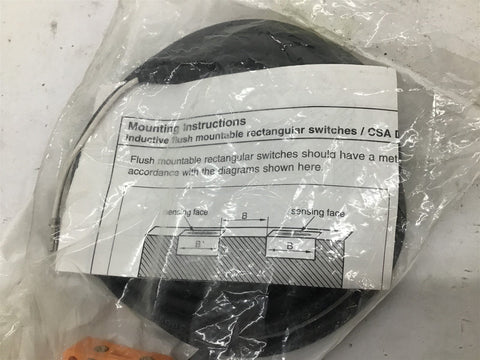 Mounting Instructions
Inductive flush mountable rectangular switches / CSA
Flush mountable rectangular switches should have a met
accordance with the diagrams shown here.
B
sensing face sensing face
B B